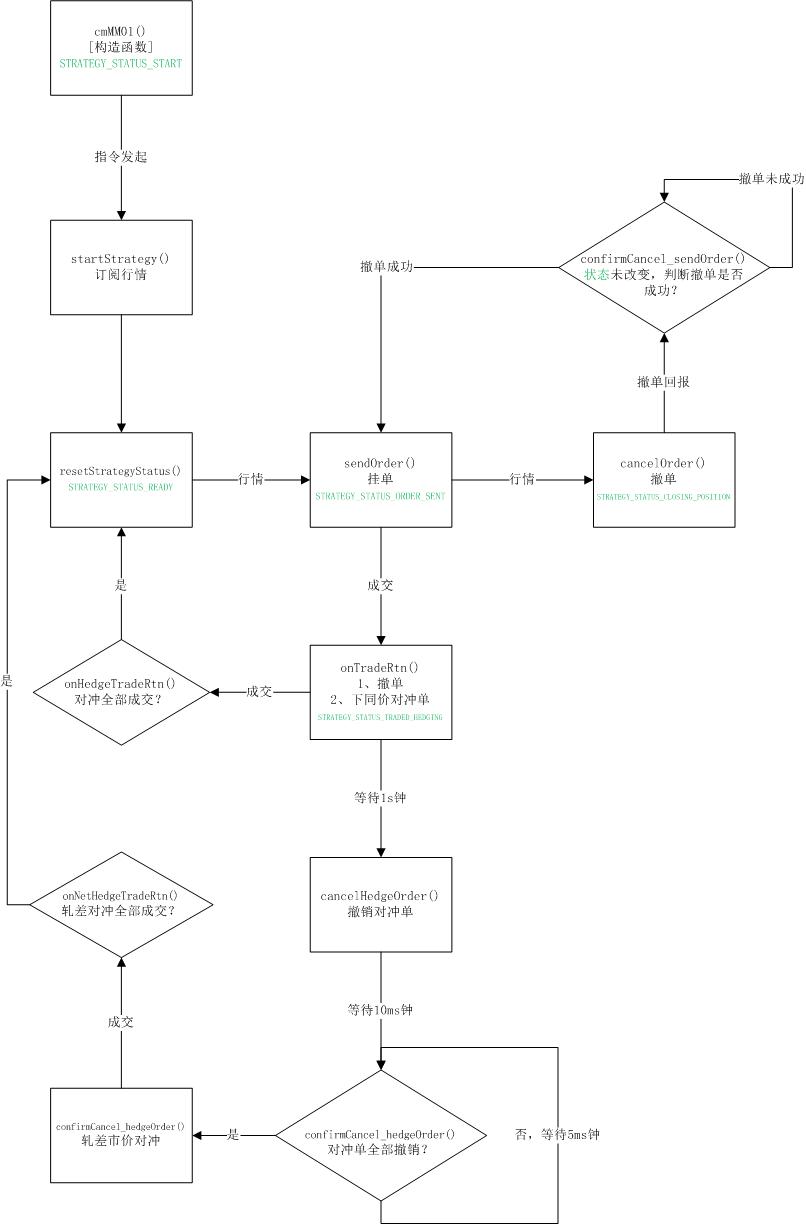 cmMM01()
[构造函数]
STRATEGY_STATUS_START
指令发起
startStrategy()
订阅行情
撤单未成功
confirmCancel_sendOrder()
状态未改变，判断撤单是否
成功？
撤单成功
撤单回报
resetStrategyStatus()
STRATEGY_STATUS_READY
行情
sendOrder()
挂单
STRATEGY_STATUS_ORDER_SENT
行情
cancelOrder()
撤单
STRATEGY_STATUS_CLOSING_POSITION
是
成交
onHedgeTradeRtn()
对冲全部成交？
成交
onTradeRtn()
1、撤单
2、下同价对冲单
STRATEGY_STATUS_TRADED_HEDGING
是
等待1s钟
cancelHedgeOrder()
撤销对冲单
onNetHedgeTradeRtn()
轧差对冲全部成交？
等待10ms钟
成交
confirmCancel_hedgeOrder()
轧差市价对冲
是
confirmCancel_hedgeOrder()
对冲单全部撤销？
否，等待5ms钟